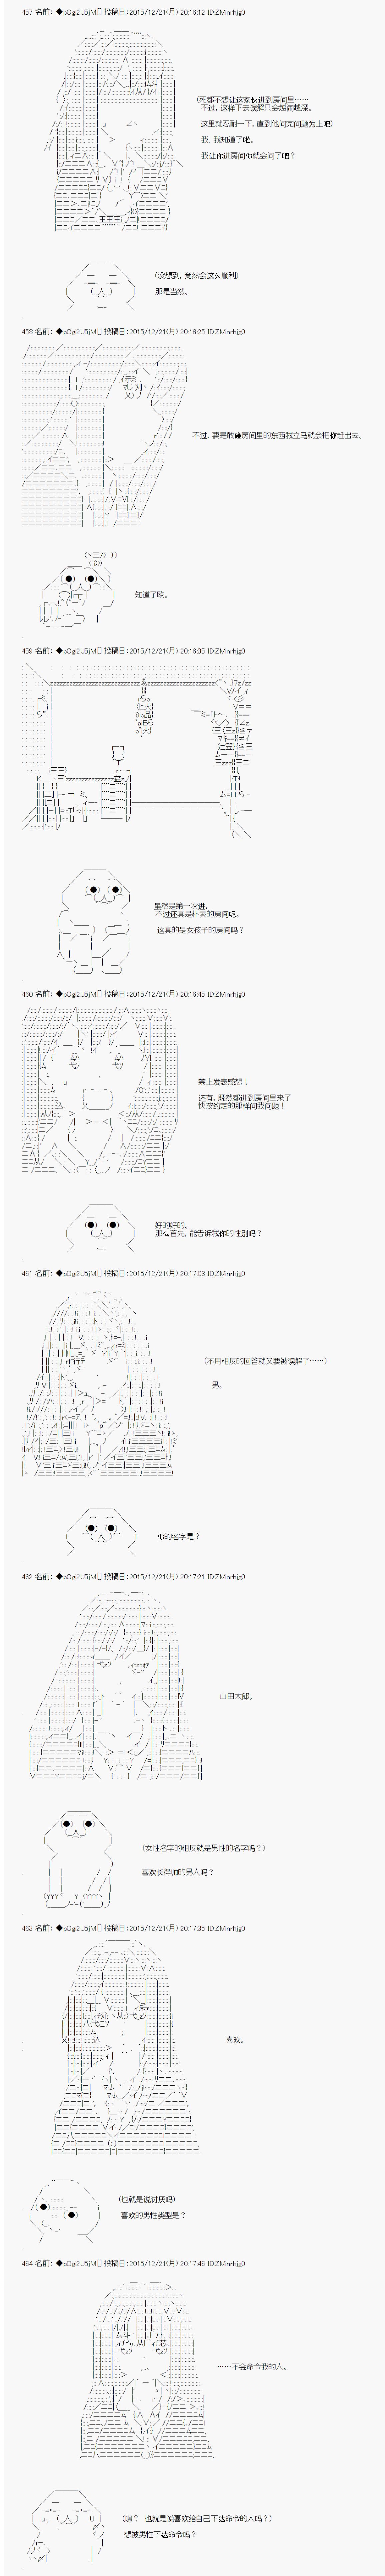 457 名前：◆pOgi2U5jM[] 投稿日：2015/12/21(月) 20:16:12 ID:ZMinrhjg0
(死都不想让这家伙进到房间里……
不过，这样下去误解只会越闹越深。
这里就忍耐一下，直到他问完问题为止吧)
我，我知道了啦。
我让你进房间你就会问了吧？
(没想到，竟然会这么顺利)
那是当然。
458 名前：◆pOgi2U5jM[] 投稿日：2015/12/21(月) 20:16:25 ID:ZMinrhjg0
不过，要是敢碰房间里的东西我立马就会把你赶出去。
知道了欧。
459 名前：◆pOgi2U5jM[] 投稿日：2015/12/21(月) 20:16:35 ID:ZMinrhjg0
虽然是第一次进，
不过还真是朴素的房间呢。
这真的是女孩子的房间吗？
460 名前：◆pOgi2U5jM[] 投稿日：2015/12/21(月) 20:16:45 ID:ZMinrhjg0
禁止发表感想！
还有，既然都进到房间里来了
快按约定的那样问我问题！
好的好的。
那么首先，能告诉我你的性别吗？
461 名前：◆pOgi2U5jM[] 投稿日：2015/12/21(月) 20:17:08 ID:ZMinrhjg0
(不用相反的回答就又要被误解了……)
男。
你的名字是？
462 名前：◆pOgi2U5jM[] 投稿日：2015/12/21(月) 20:17:21 ID:ZMinrhjg0
山田太郎。
(女性名字的相反就是男性的名字吗？)
喜欢长得帅的男人吗？
463 名前：◆pOgi2U5jM[] 投稿日：2015/12/21(月) 20:17:35 ID:ZMinrhjg0
喜欢。
(也就是说讨厌吗)
喜欢的男性类型是？
464 名前：◆pOgi2U5jM[] 投稿日：2015/12/21(月) 20:17:46 ID:ZMinrhjg0
……不会命令我的人。
(嗯？ 也就是说喜欢给自己下达命令的人吗？)
想被男性下达命令吗？